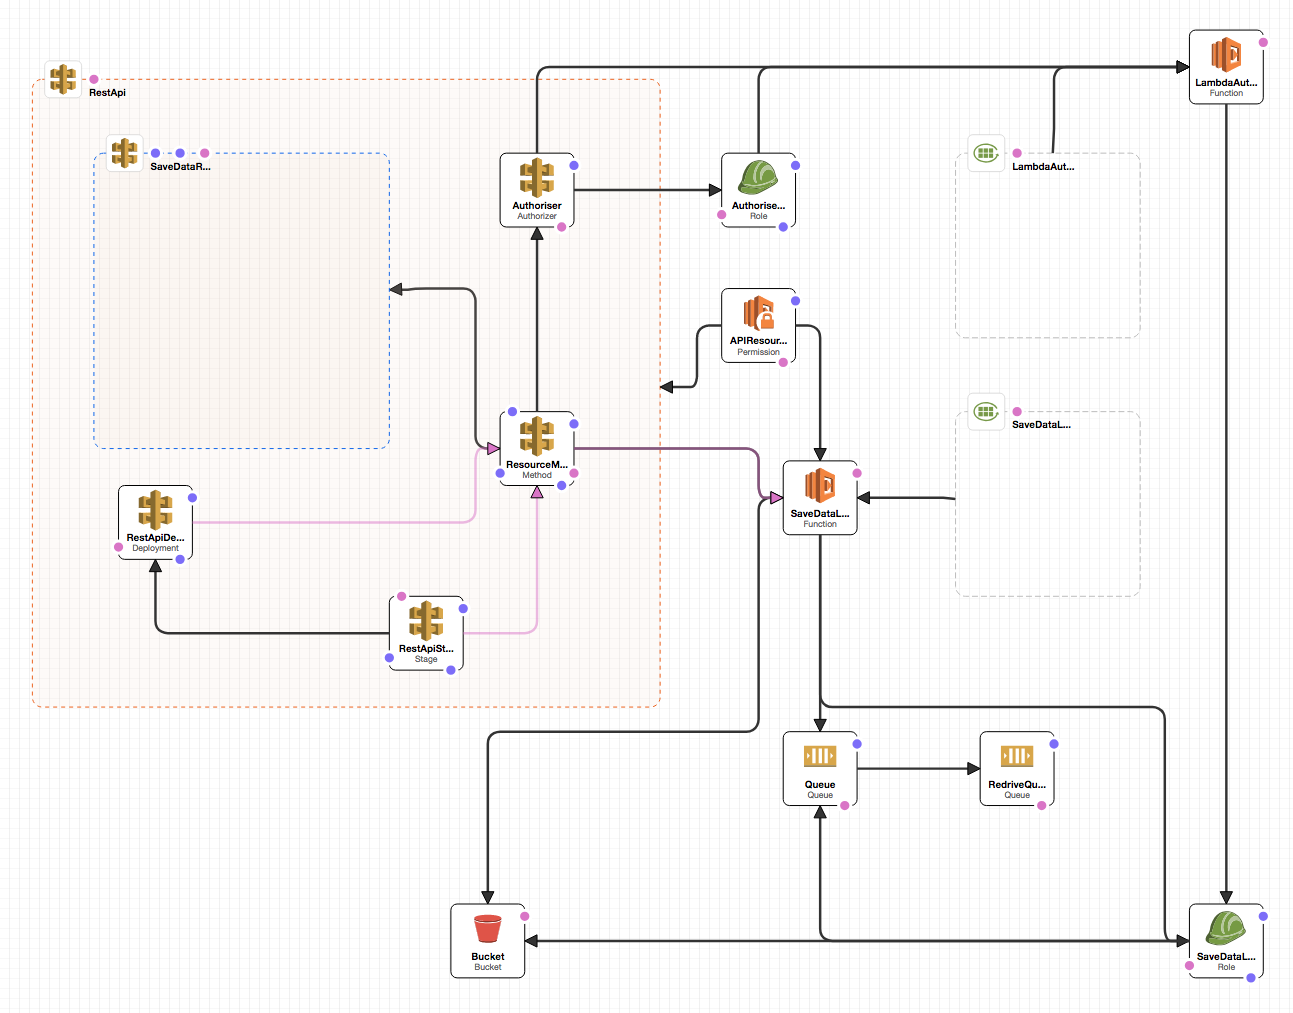 LambdaAut...
Function
RestApi
SaveDataR...
LambdaAut...
Authoriser
Authorizer
Authorise...
Role
APIResour...
Permission
SaveDataL...
ResourceM...
Method
SaveDataL...
Function
RestApiDe...
Deployment
RestApiSt...
Stage
Queue
Queue
RedriveQu...
Queue
Bucket
Bucket
SaveDataL...
Role